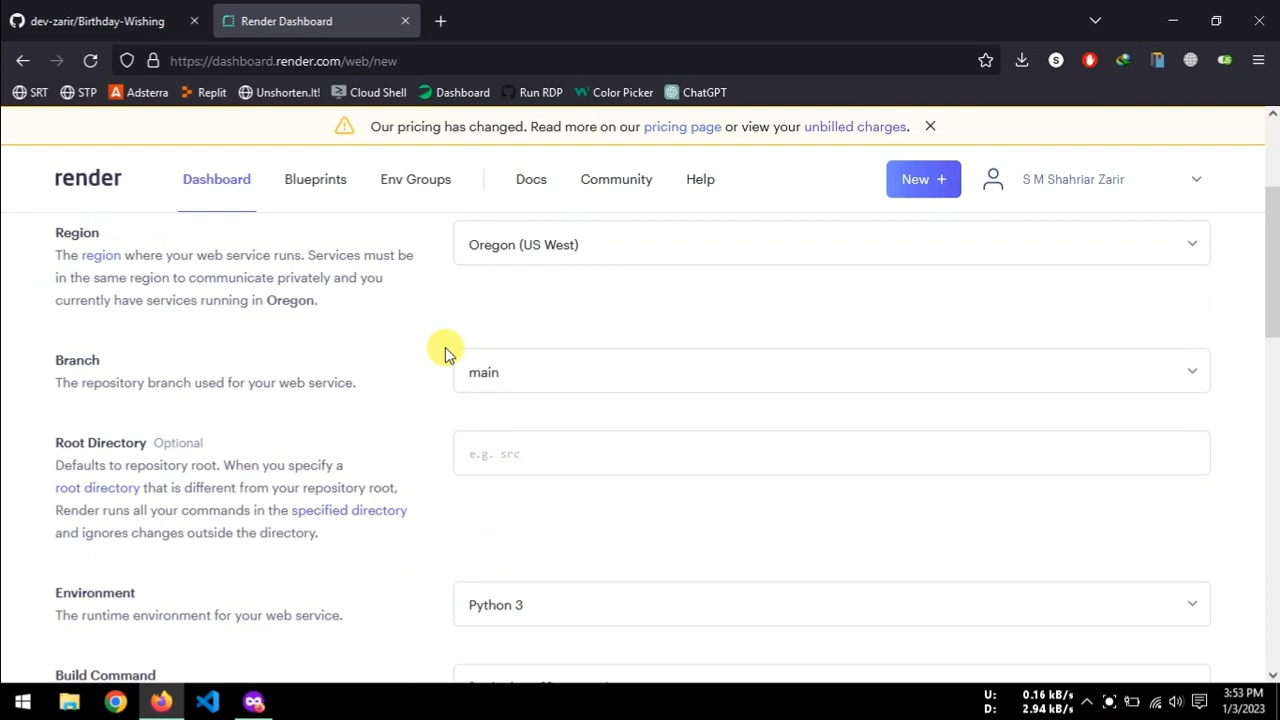 dev-zarir/Birthday-Wishing
Render Dashboard
https://dashboard.render.com/web/new
SRT STP Adsterra Replit Unshorten.It! Cloud Shell Dashboard Run RDP Color Picker ChatGPT
Our pricing has changed. Read more on our pricing page or view your unbilled charges.
render Dashboard Blueprints Env Groups Docs Community Help New + S M Shahriar Zarir
Region
The region where your web service runs. Services must be
in the same region to communicate privately and you
currently have services running in Oregon.
Oregon (US West)
Branch
The repository branch used for your web service.
main
Root Directory Optional
Defaults to repository root. When you specify a
root directory that is different from your repository root,
Render runs all your commands in the specified directory
and ignores changes outside the directory.
e.g. src
Environment
The runtime environment for your web service.
Python 3
Build Command
U: 0.16 kB/s
D: 2.94 kB/s
3:53 PM
1/3/2023